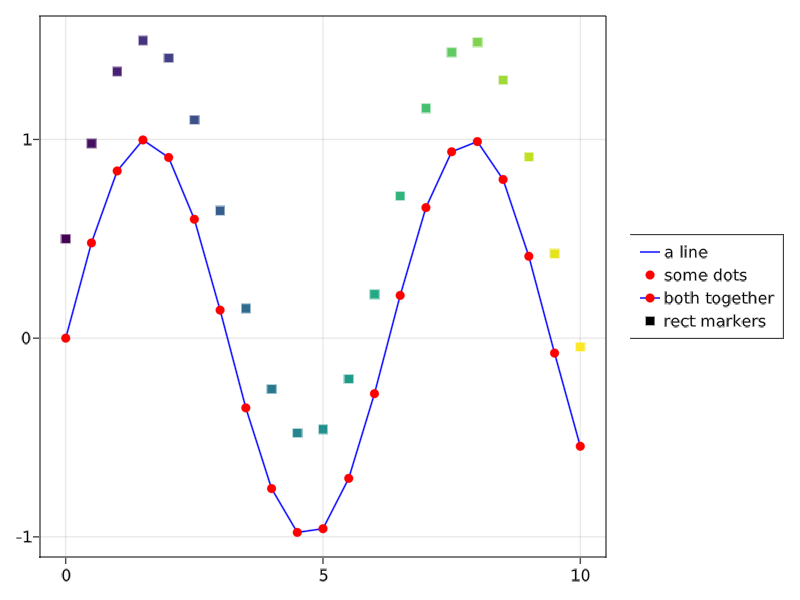 1
0
-1
0 5 10
a line
some dots
both together
rect markers